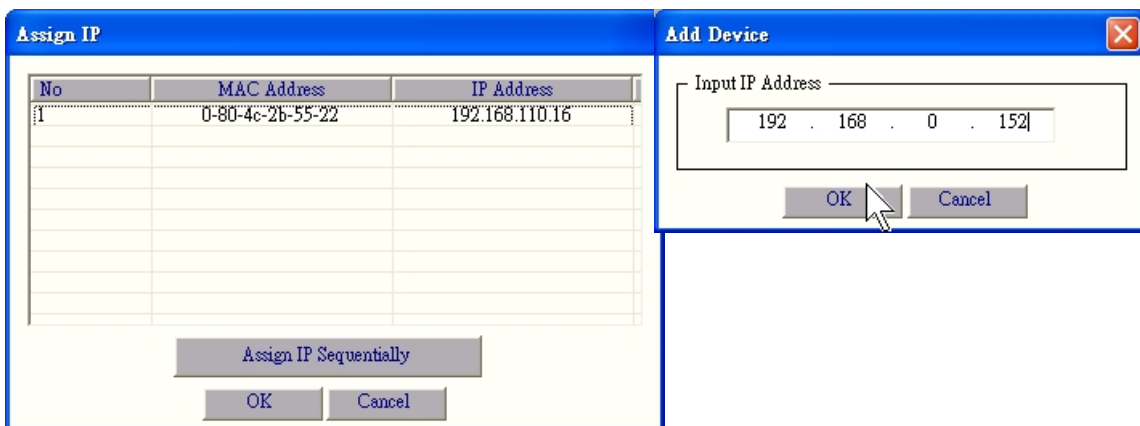 Assign IP
No MAC Address IP Address
1 0-80-4c-2b-55-22 192.168.110.16
Assign IP Sequentially
OK Cancel
Add Device
Input IP Address
192 . 168 . 0 . 152
OK Cancel